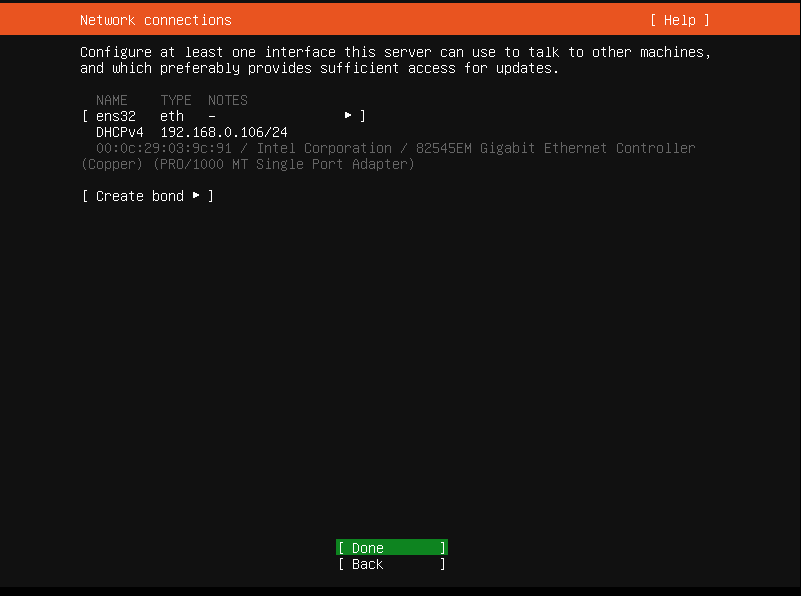 Network connections [ Help ]
Configure at least one interface this server can use to talk to other machines,
and which preferably provides sufficient access for updates.
NAME TYPE NOTES
[ ens32 eth - ▸ ]
DHCPv4 192.168.0.106/24
00:0c:29:03:9c:91 / Intel Corporation / 82545EM Gigabit Ethernet Controller
(Copper) (PRO/1000 MT Single Port Adapter)
[ Create bond ▸ ]
[ Done ]
[ Back ]